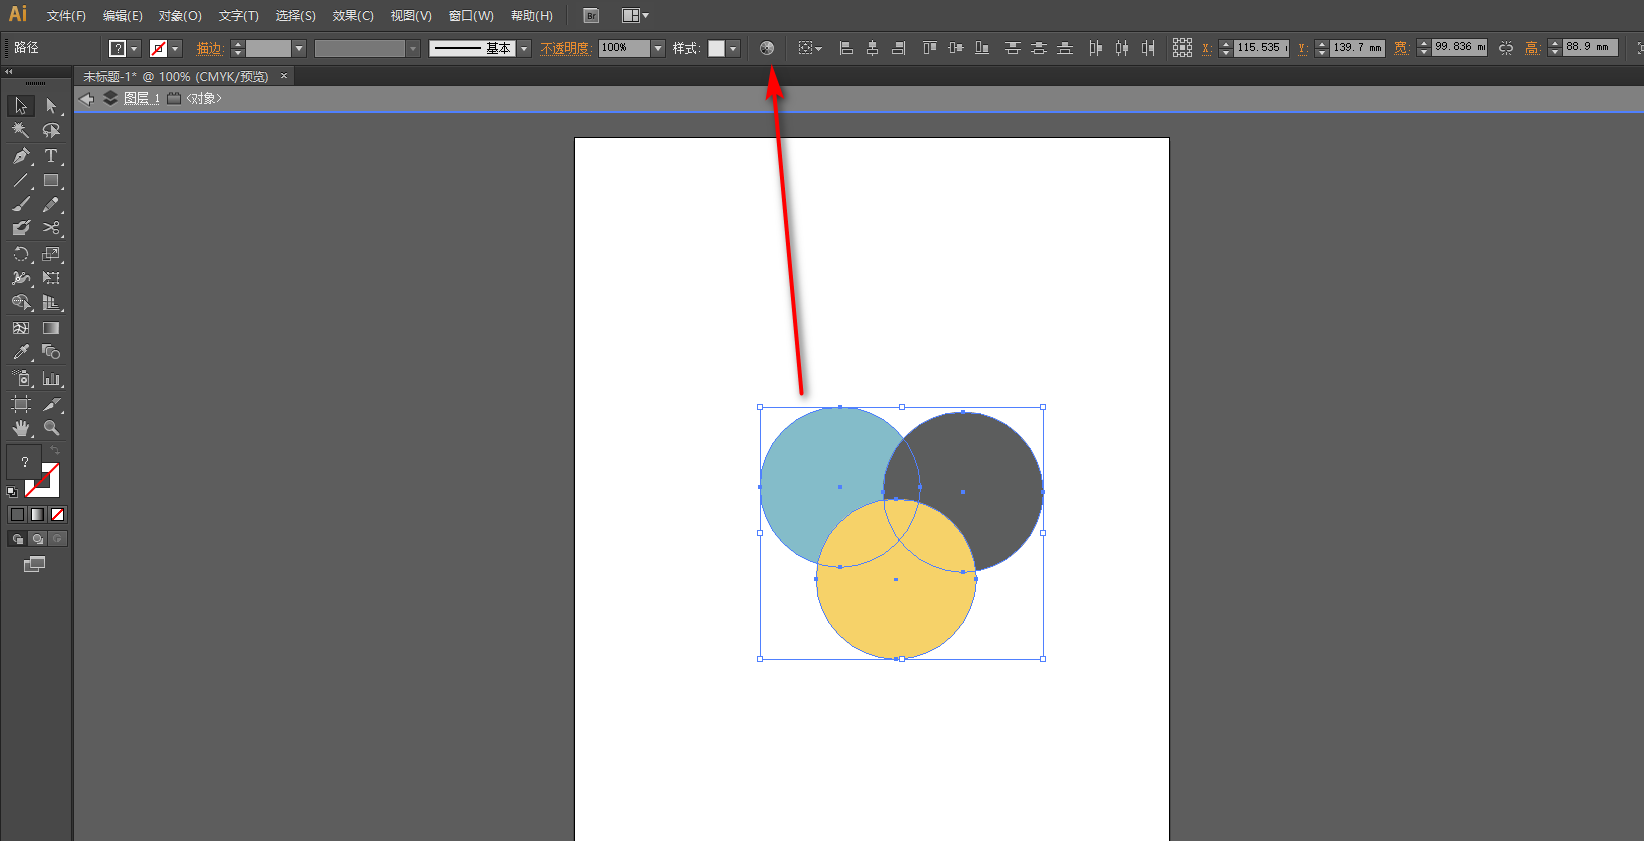 Ai 文件(F) 编辑(E) 对象(O) 文字(T) 选择(S) 效果(C) 视图(V) 窗口(W) 帮助(H) Br
路径 ? 描边: 基本 不透明度: 100% 样式: X: 115.535 Y: 139.7 mm 宽: 99.836 m 高: 88.9 mm
未标题-1* @ 100% (CMYK/预览) ×
图层 1 <对象>
T
?